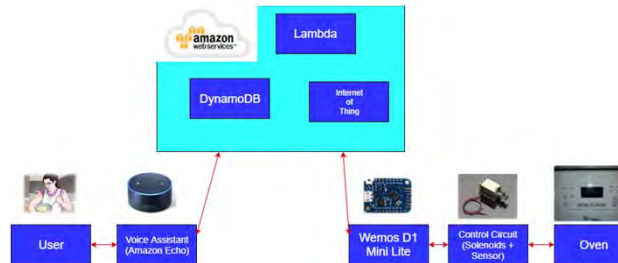 amazon
webservices™
Lambda
DynamoDB
Internet
of
Thing
User
Voice Assistant
(Amazon Echo)
Wemos D1
Mini Lite
Control Circuit
(Solenoids +
Sensor)
Oven